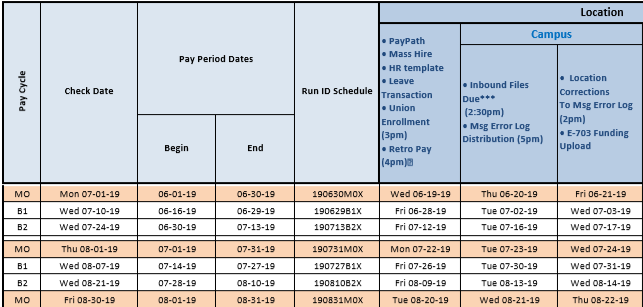 Location
Pay Cycle
Check Date
Pay Period Dates
Begin
End
Run ID Schedule
• PayPath
• Mass Hire
• HR template
• Leave
Transaction
• Union
Enrollment
(3pm)
• Retro Pay
(4pm)
Campus
• Inbound Files
Due***
(2:30pm)
• Msg Error Log
Distribution (5pm)
• Location
Corrections
To Msg Error Log
(2pm)
• E-703 Funding
Upload
MO Mon 07-01-19 06-01-19 06-30-19 190630M0X Wed 06-19-19 Thu 06-20-19 Fri 06-21-19
B1 Wed 07-10-19 06-16-19 06-29-19 190629B1X Fri 06-28-19 Tue 07-02-19 Wed 07-03-19
B2 Wed 07-24-19 06-30-19 07-13-19 190713B2X Fri 07-12-19 Tue 07-16-19 Wed 07-17-19
MO Thu 08-01-19 07-01-19 07-31-19 190731M0X Mon 07-22-19 Tue 07-23-19 Wed 07-24-19
B1 Wed 08-07-19 07-14-19 07-27-19 190727B1X Fri 07-26-19 Tue 07-30-19 Wed 07-31-19
B2 Wed 08-21-19 07-28-19 08-10-19 190810B2X Fri 08-09-19 Tue 08-13-19 Wed 08-14-19
MO Fri 08-30-19 08-01-19 08-31-19 190831M0X Tue 08-20-19 Wed 08-21-19 Thu 08-22-19